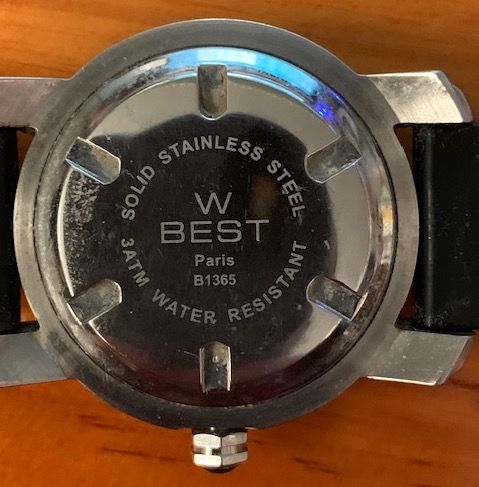 SOLID STAINLESS STEEL
W
BEST
Paris
B1365
3ATM WATER RESISTANT